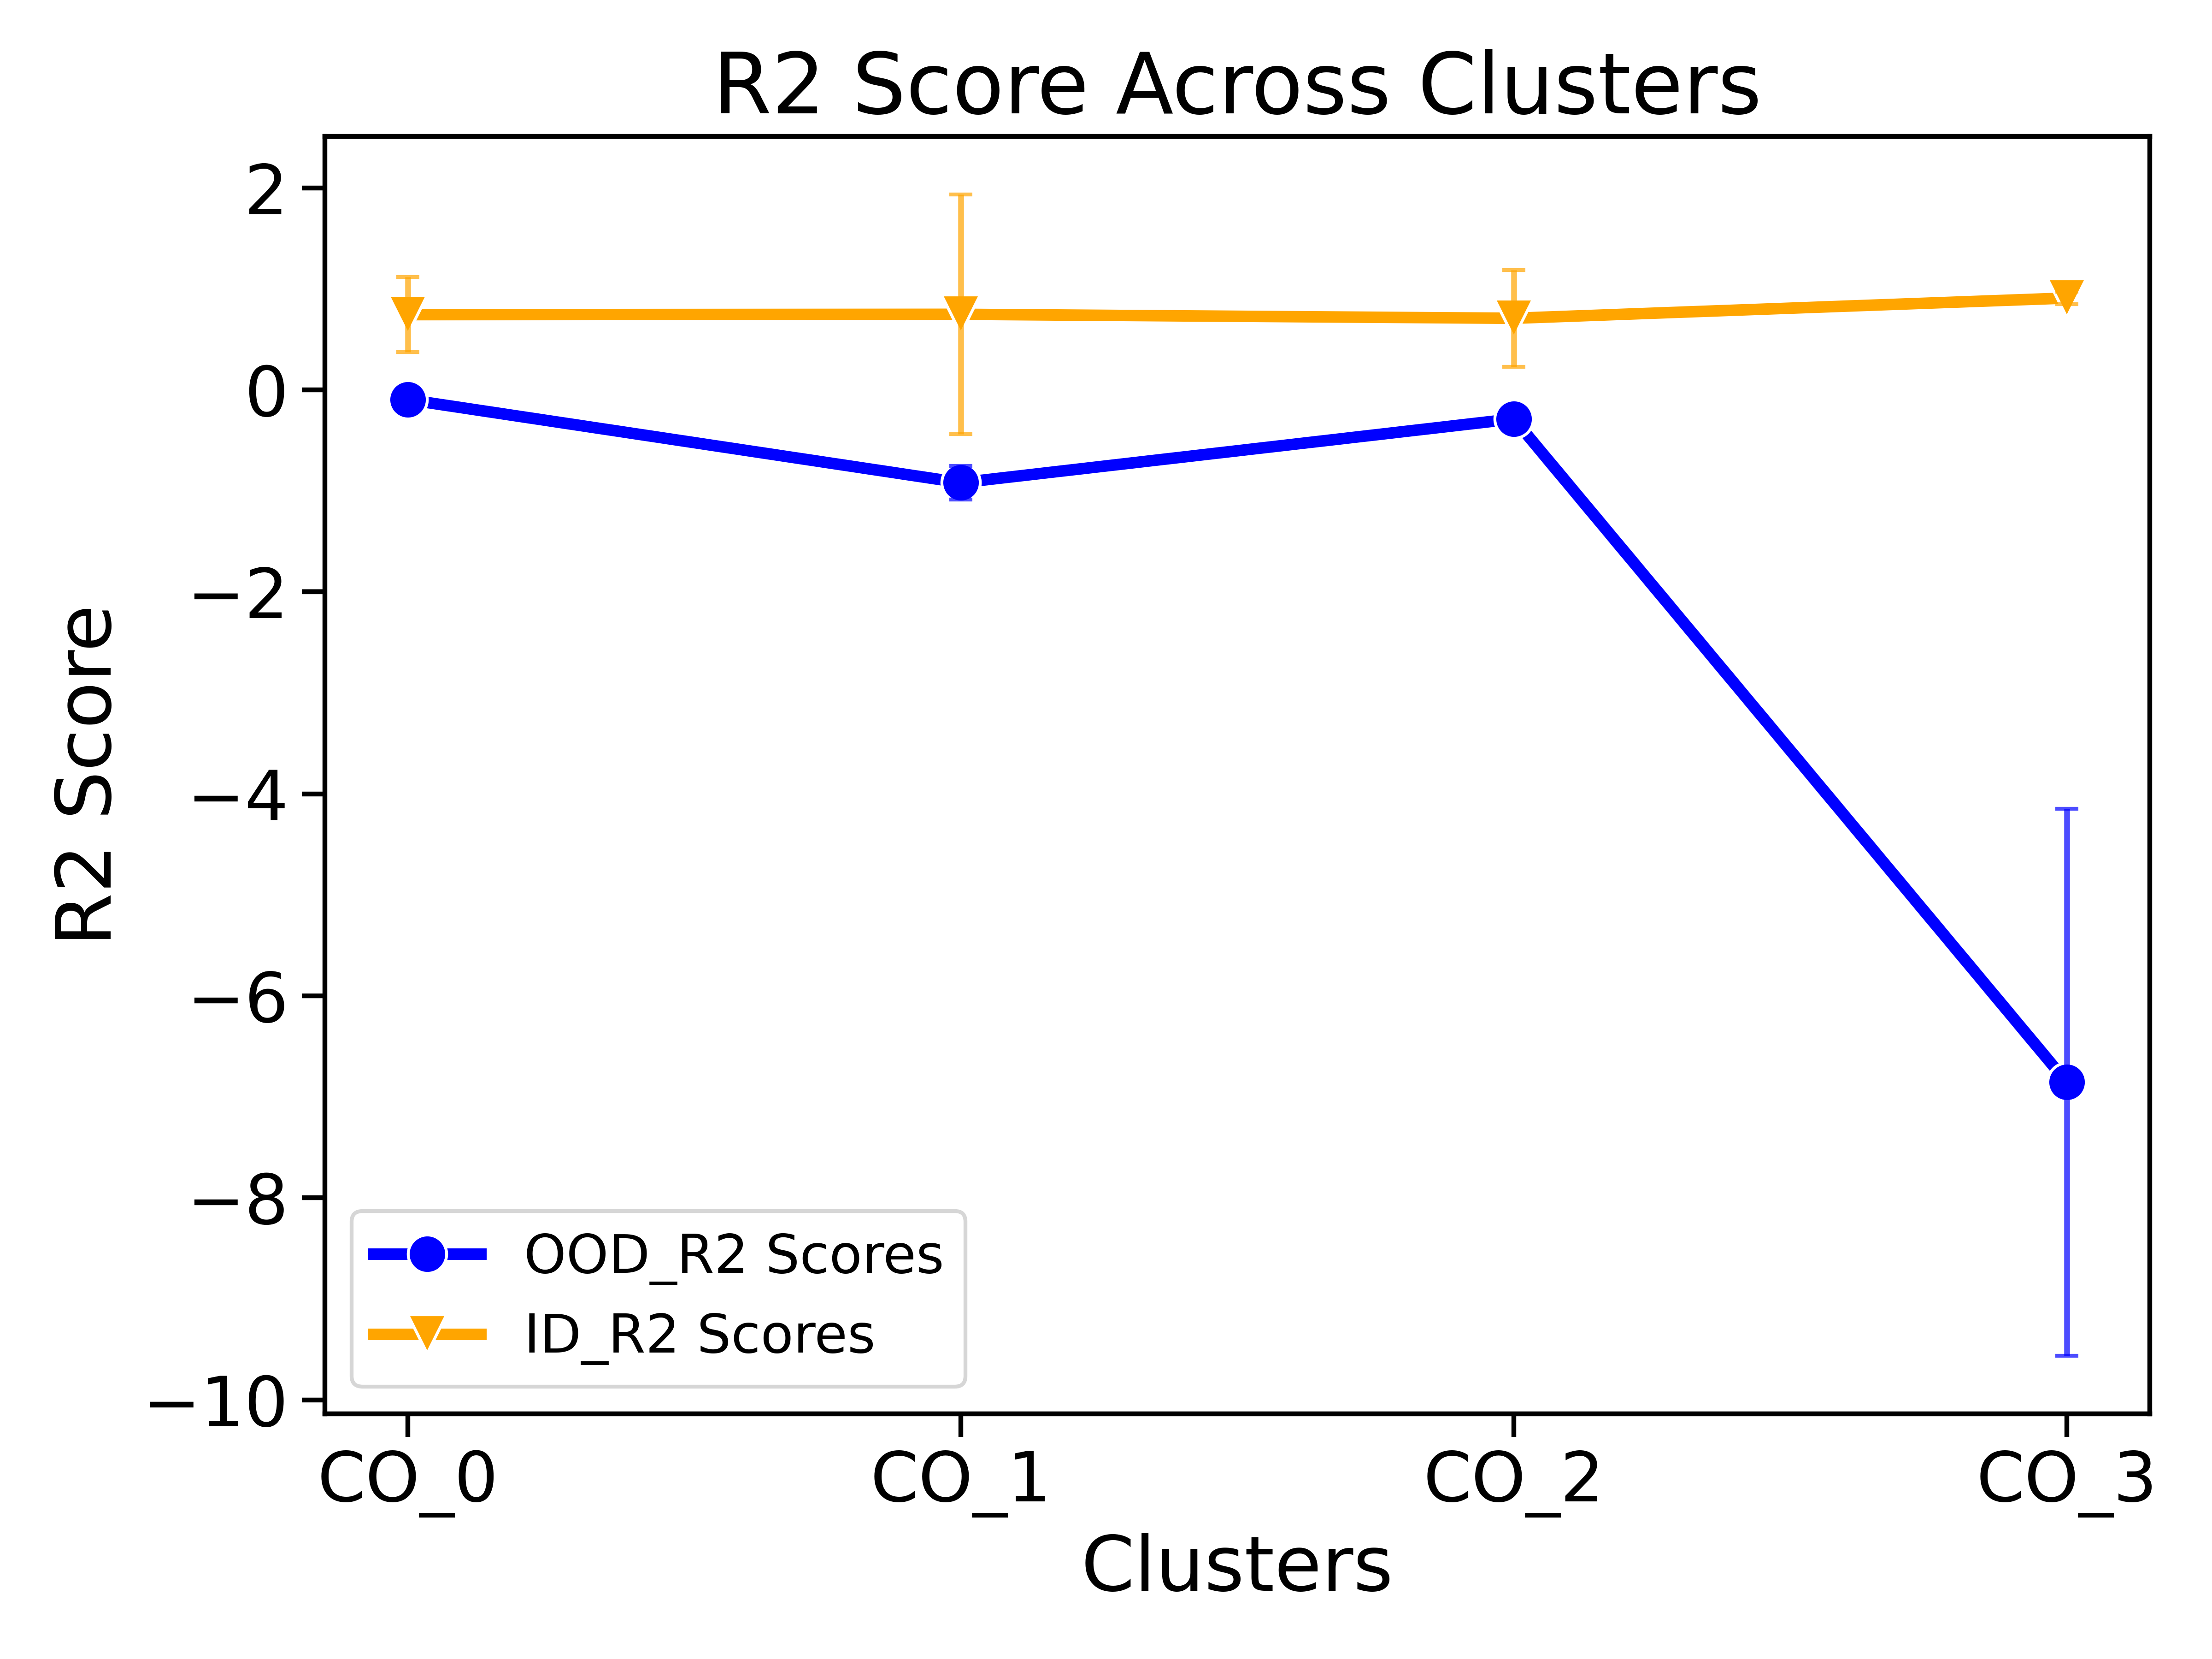 R2 Score Across Clusters
R2 Score
2
0
−2
−4
−6
−8
−10
OOD_R2 Scores
ID_R2 Scores
CO_0 CO_1 CO_2 CO_3
Clusters